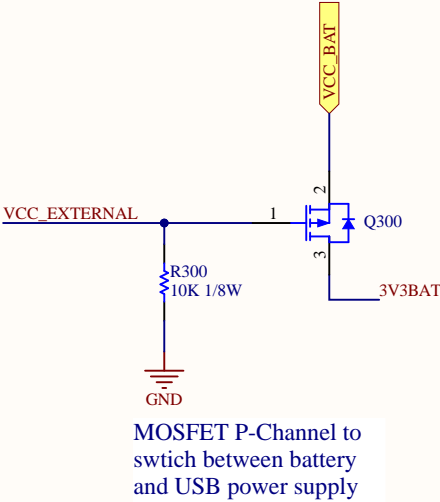 VCC_BAT
2
VCC_EXTERNAL
1
Q300
3
R300
10K 1/8W
3V3BAT
GND
MOSFET P-Channel to
swtich between battery
and USB power supply